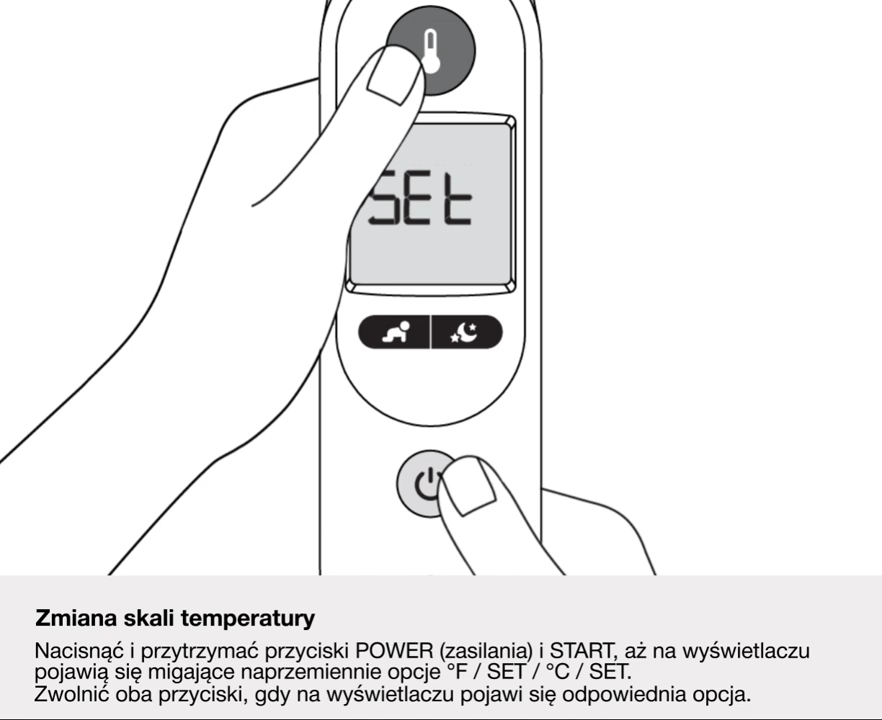 SEt
Zmiana skali temperatury
Nacisnąć i przytrzymać przyciski POWER (zasilania) i START, aż na wyświetlaczu
pojawią się migające naprzemiennie opcje °F / SET / °C / SET.
Zwolnić oba przyciski, gdy na wyświetlaczu pojawi się odpowiednia opcja.